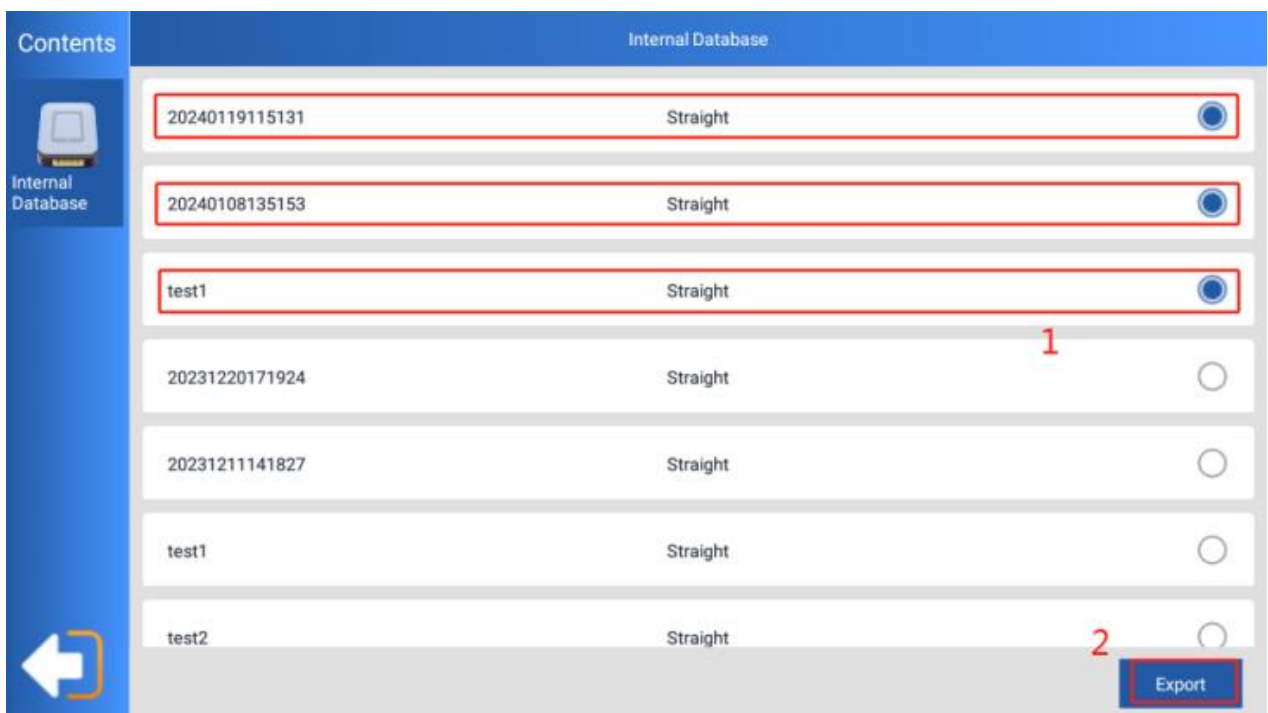 Contents
Internal Database
20240119115131 Straight
Internal
Database
20240108135153 Straight
test1 Straight
1
20231220171924 Straight
20231211141827 Straight
test1 Straight
test2 Straight
2
Export